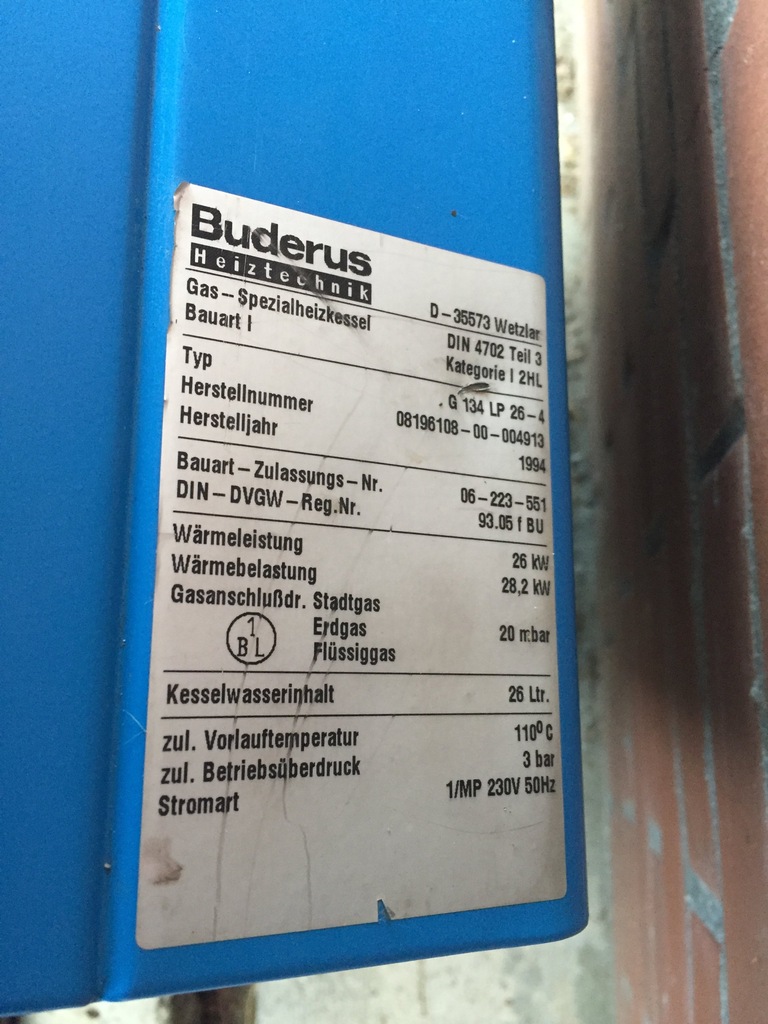 Buderus
Heiztechnik
D-35573 Wetzlar
Gas-Spezialheizkessel DIN 4702 Teil 3
Bauart I Kategorie I 2HL
Typ G 134 LP 26-4
Herstellnummer 08196108-00-004913
Herstelljahr 1994
Bauart-Zulassungs-Nr. 06-223-551
DIN-DVGW-Reg.Nr. 93.05 f BU
Wärmeleistung 26 kW
Wärmebelastung 28,2 kW
Gasanschlußdr. Stadtgas
Erdgas 20 mbar
Flüssiggas
1
BL
Kesselwasserinhalt 26 Ltr.
zul. Vorlauftemperatur 110⁰ C
zul. Betriebsüberdruck 3 bar
Stromart 1/MP 230V 50Hz